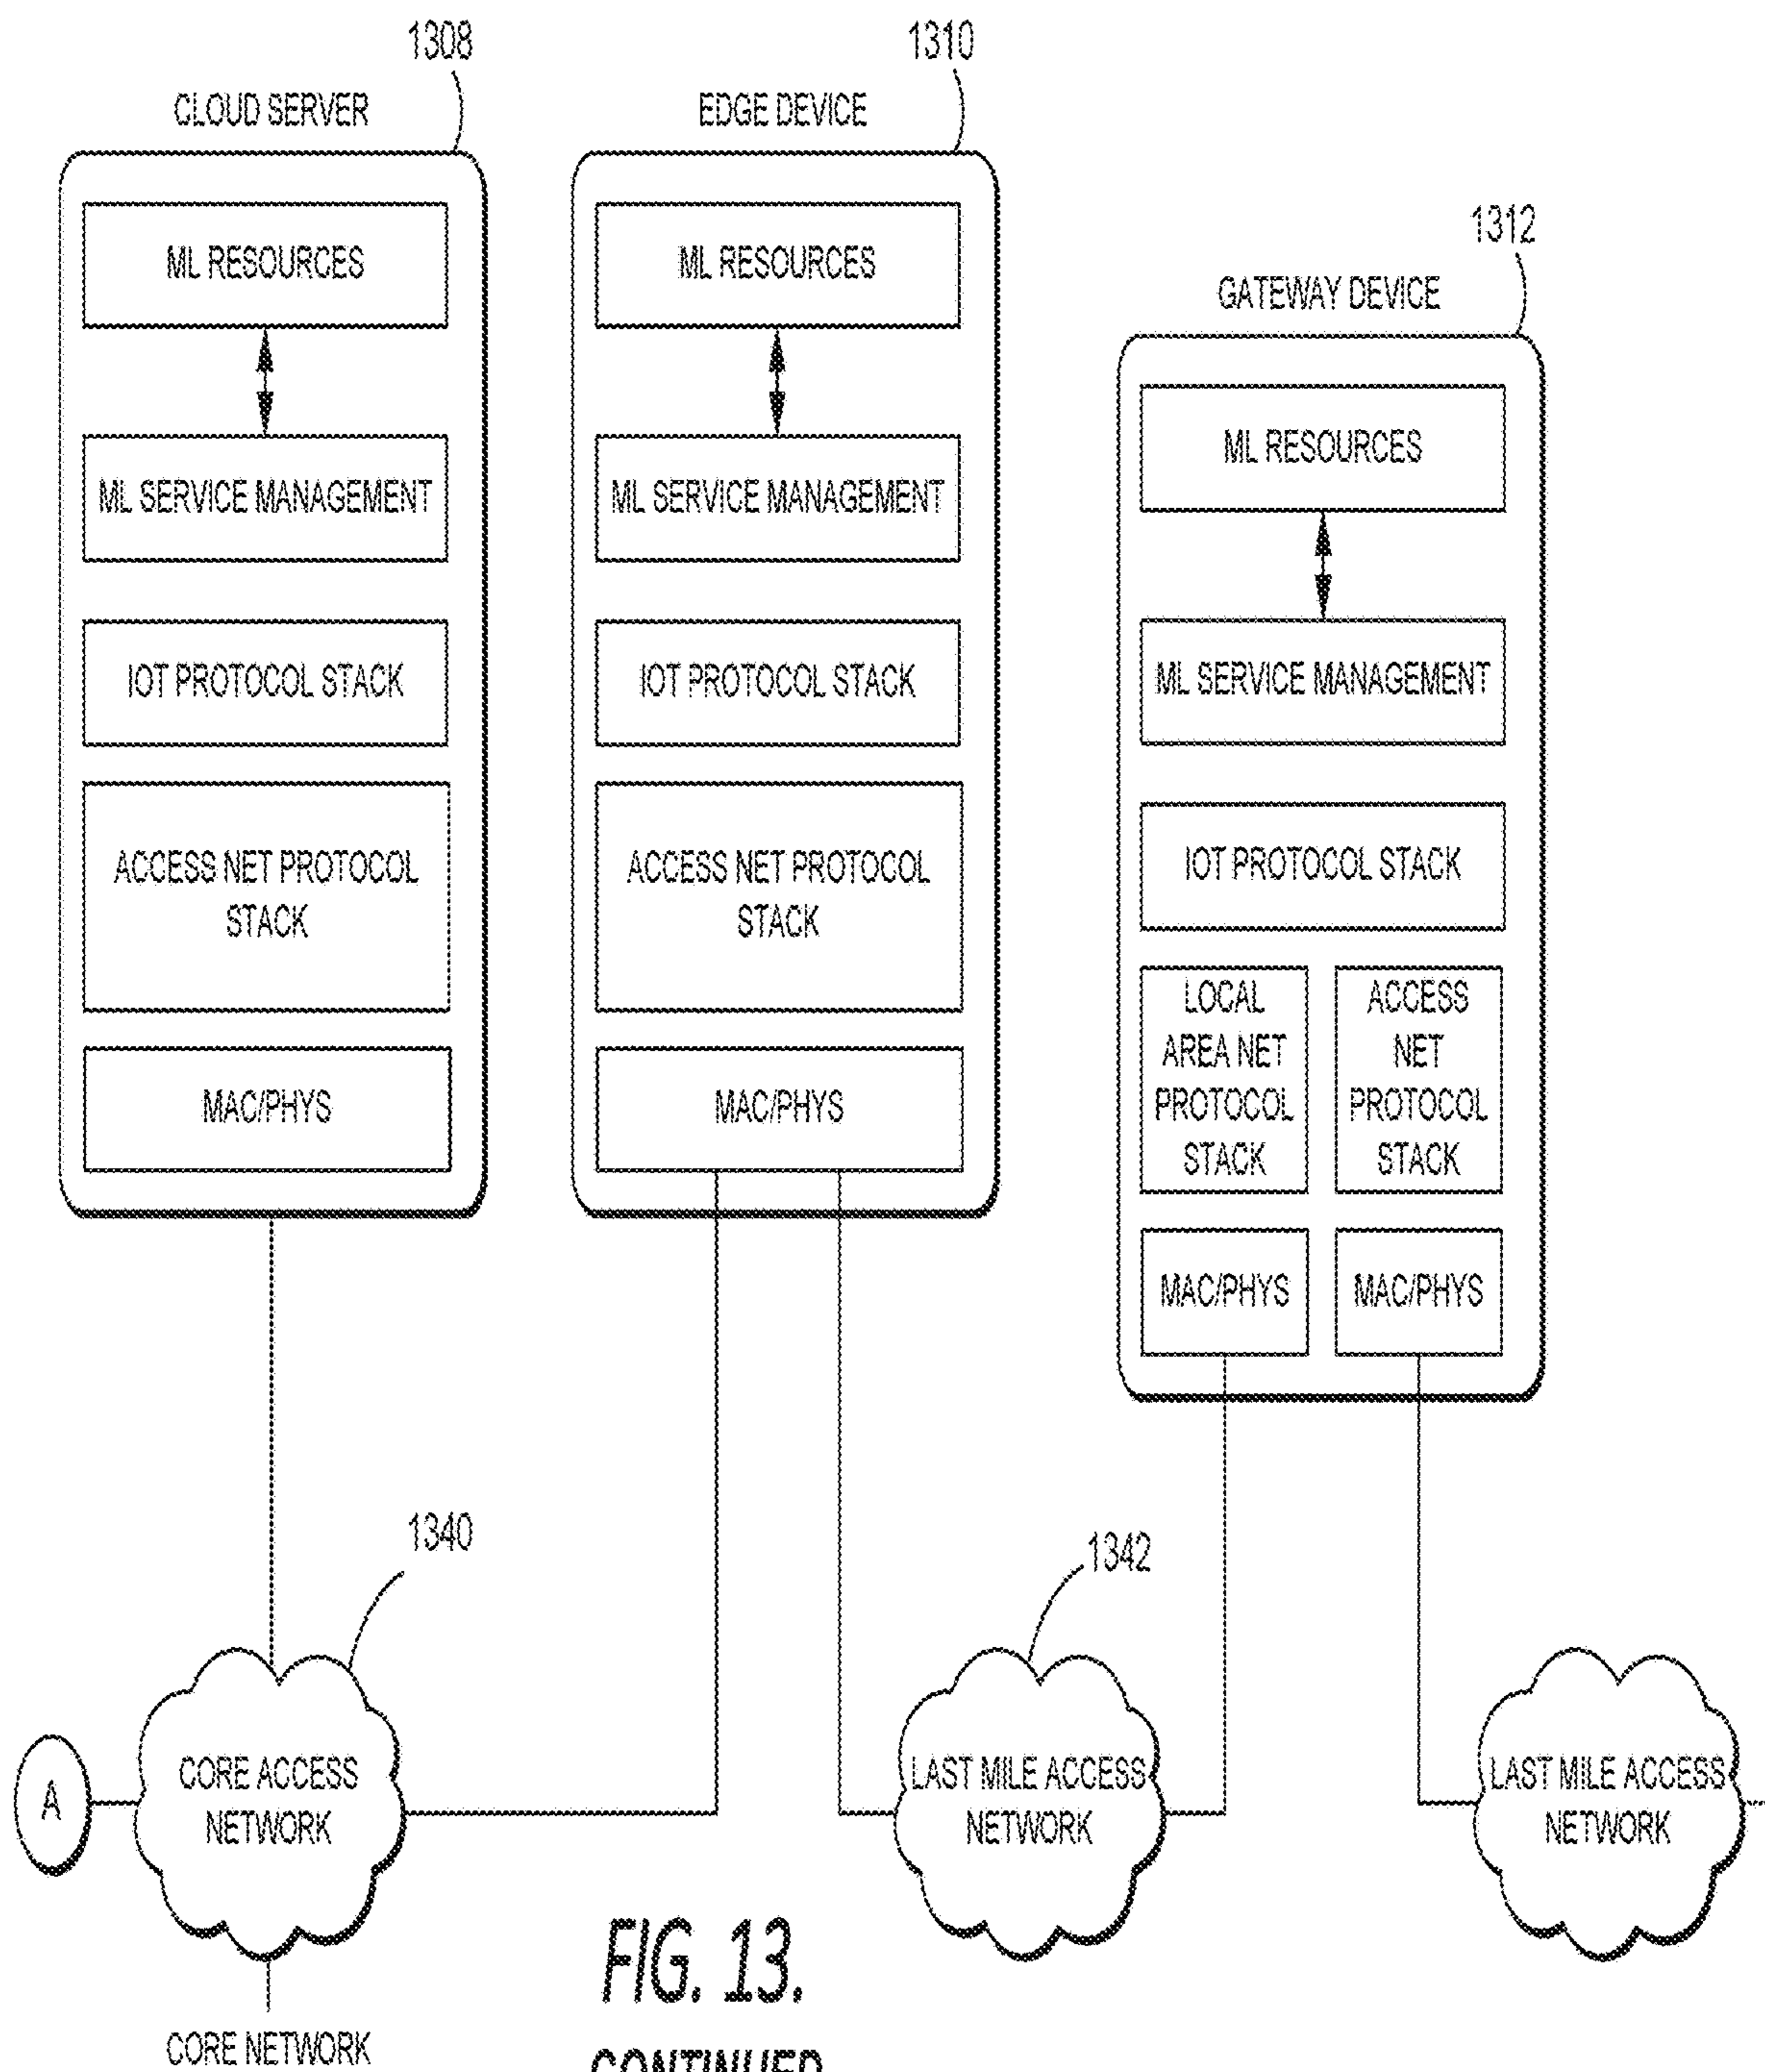 1308
CLOUD SERVER
ML RESOURCES
ML SERVICE MANAGEMENT
IOT PROTOCOL STACK
ACCESS NET PROTOCOL
STACK
MAC/PHYS
1310
EDGE DEVICE
ML RESOURCES
ML SERVICE MANAGEMENT
IOT PROTOCOL STACK
ACCESS NET PROTOCOL
STACK
MAC/PHYS
1312
GATEWAY DEVICE
ML RESOURCES
ML SERVICE MANAGEMENT
IOT PROTOCOL STACK
LOCAL
AREA NET
PROTOCOL
STACK
ACCESS
NET
PROTOCOL
STACK
MAC/PHYS
MAC/PHYS
1340
A
CORE ACCESS
NETWORK
CORE NETWORK
1342
LAST MILE ACCESS
NETWORK
LAST MILE ACCESS
NETWORK
FIG. 13.
CONTINUED